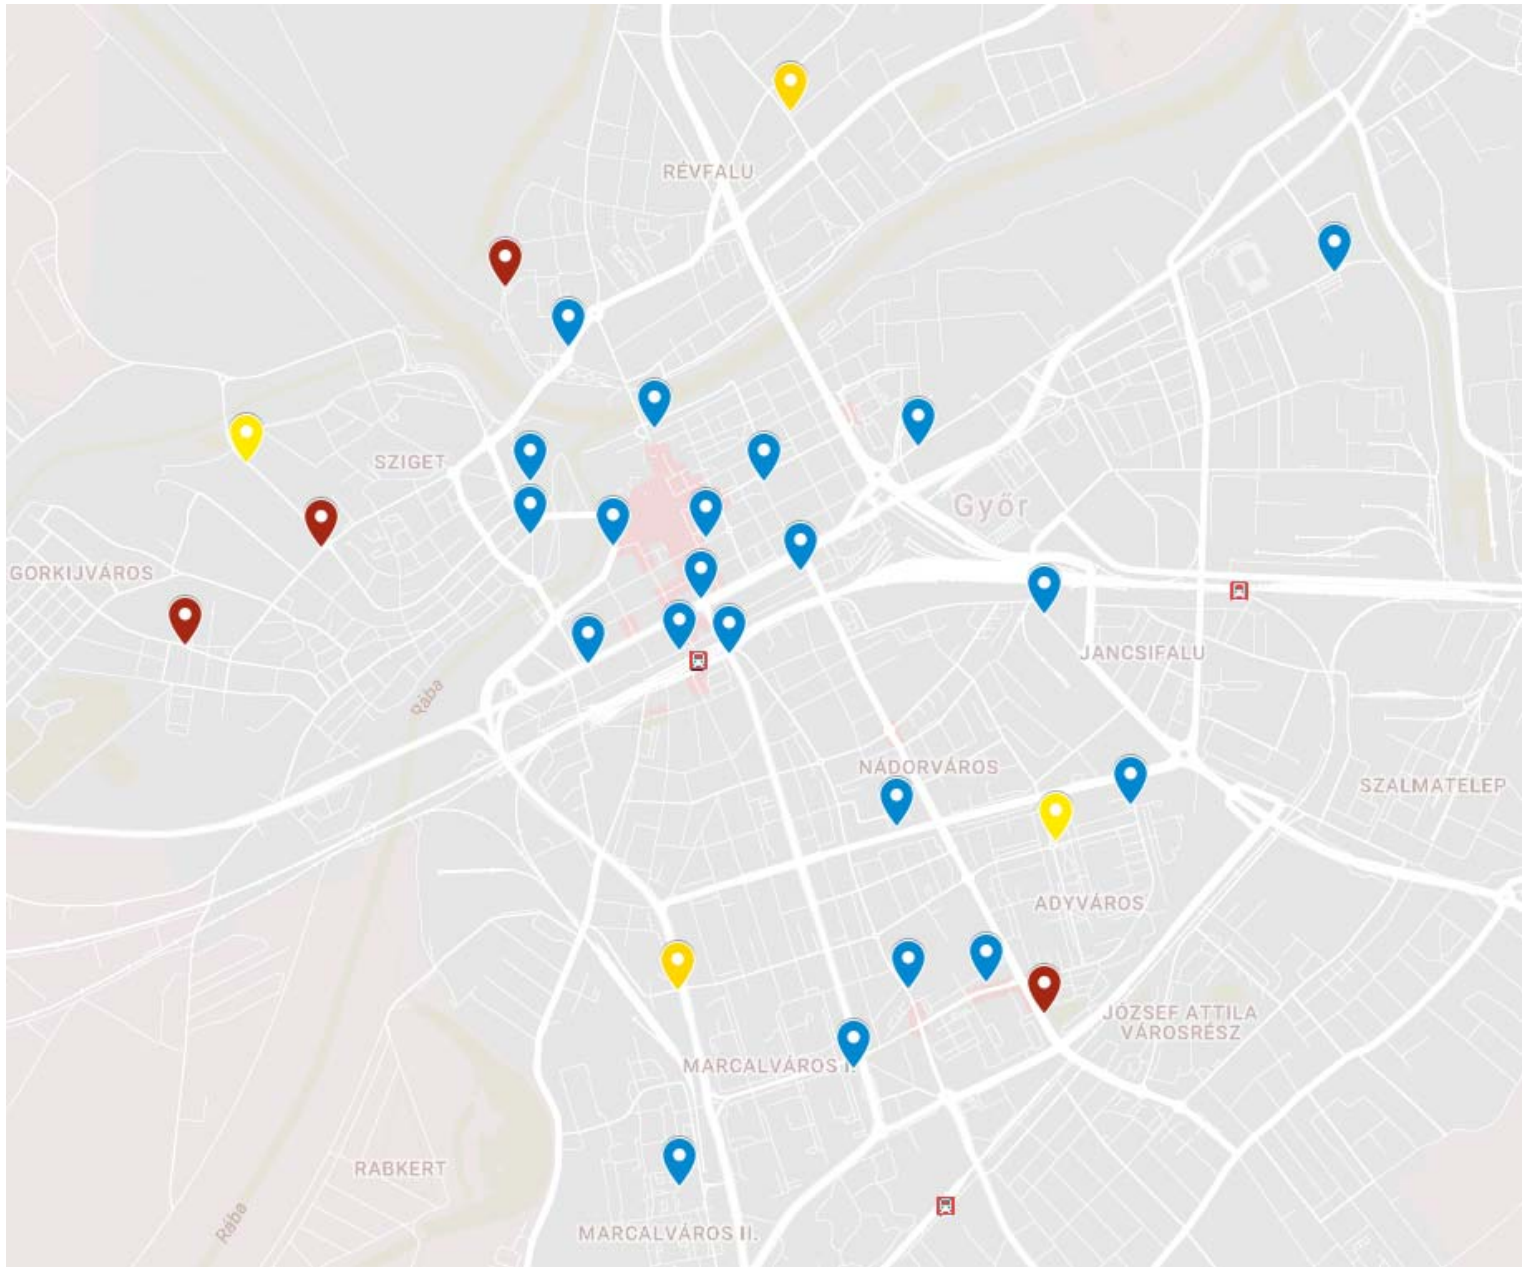 RÉVFALU
SZIGET
Győr
GORKIJVÁROS
JANCSIFALU
Rába
NÁDORVÁROS
SZALMATELEP
ADYVÁROS
JÓZSEF ATTILA
VÁROSRÉSZ
MARCALVÁROS I.
RABKERT
Rába
MARCALVÁROS II.